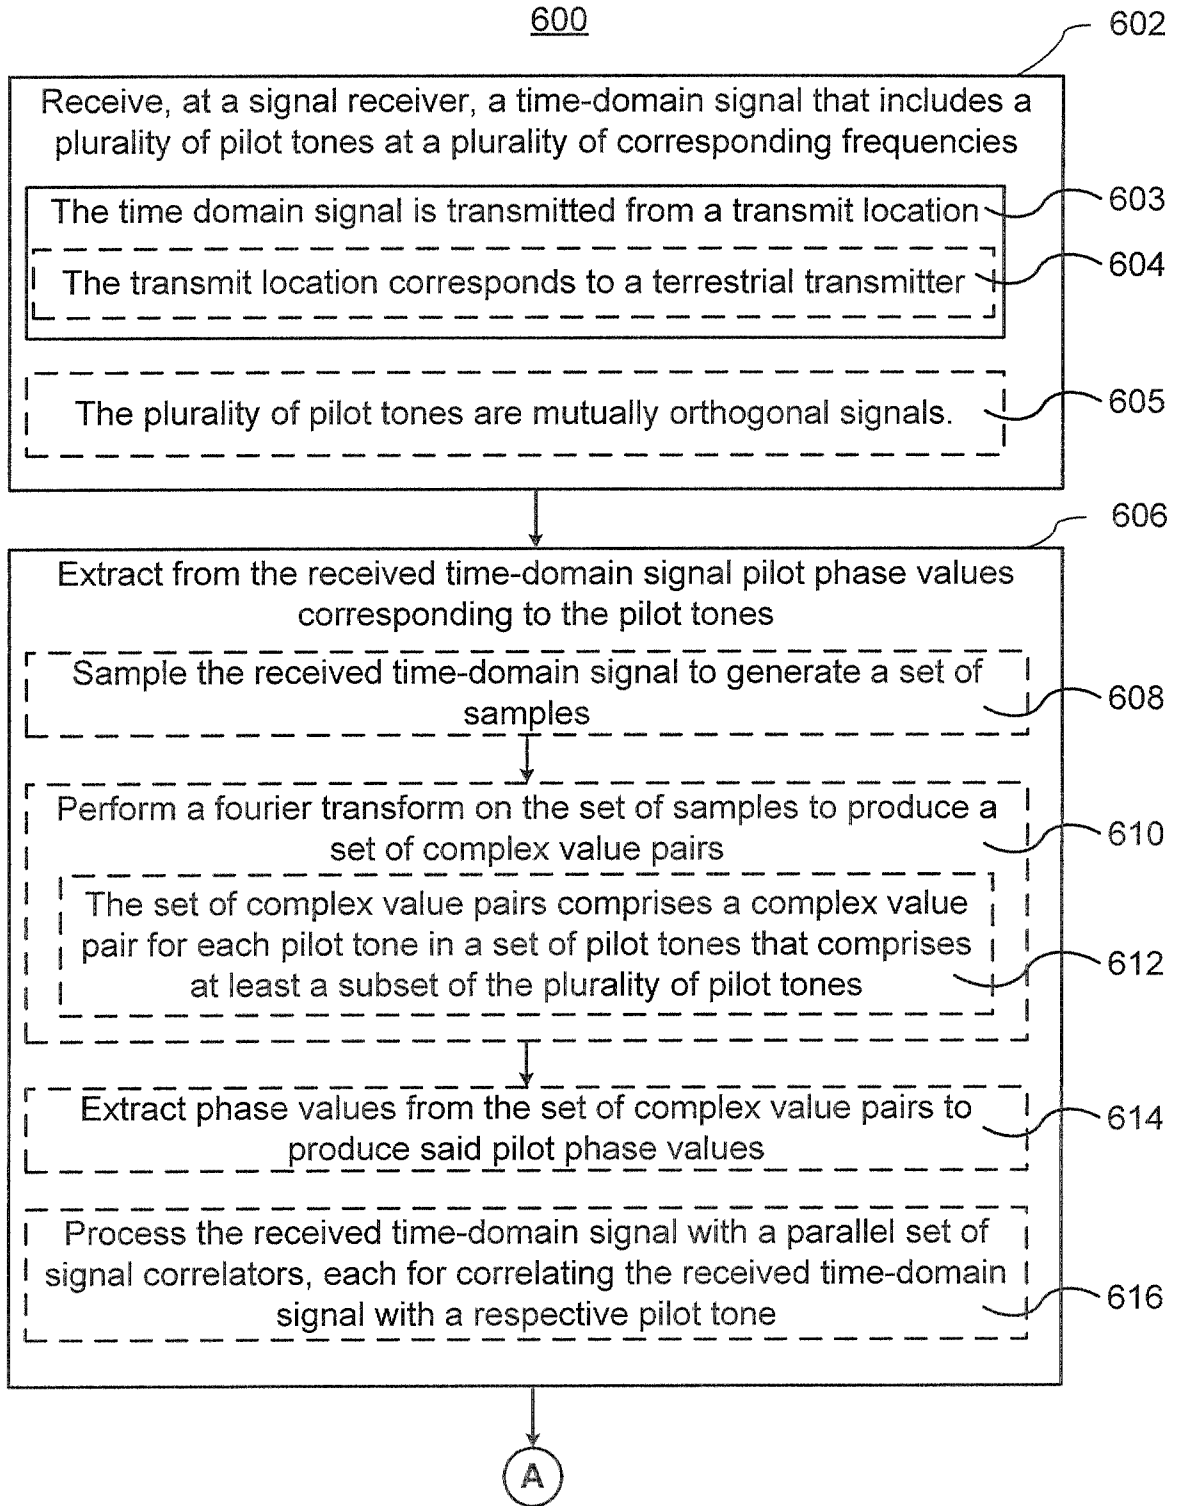 600
602
Receive, at a signal receiver, a time-domain signal that includes a
plurality of pilot tones at a plurality of corresponding frequencies
The time domain signal is transmitted from a transmit location
603
The transmit location corresponds to a terrestrial transmitter
604
The plurality of pilot tones are mutually orthogonal signals.
605
606
Extract from the received time-domain signal pilot phase values
corresponding to the pilot tones
Sample the received time-domain signal to generate a set of
samples
608
Perform a fourier transform on the set of samples to produce a
set of complex value pairs
610
The set of complex value pairs comprises a complex value
pair for each pilot tone in a set of pilot tones that comprises
at least a subset of the plurality of pilot tones
612
Extract phase values from the set of complex value pairs to
produce said pilot phase values
614
Process the received time-domain signal with a parallel set of
signal correlators, each for correlating the received time-domain
signal with a respective pilot tone
616
A